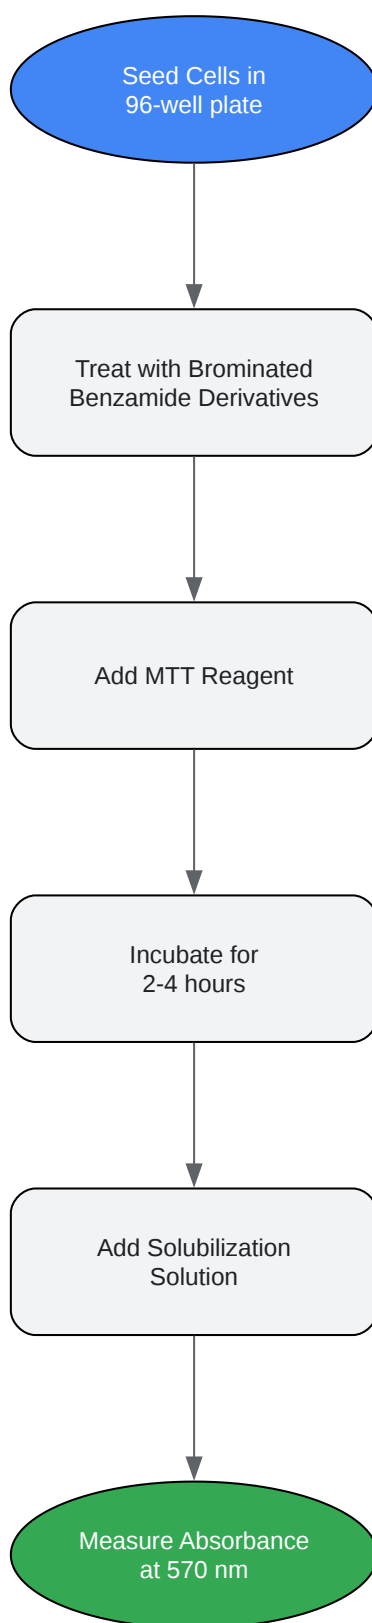 Seed Cells in
96-well plate
Treat with Brominated
Benzamide Derivatives
Add MTT Reagent
Incubate for
2-4 hours
Add Solubilization
Solution
Measure Absorbance
at 570 nm